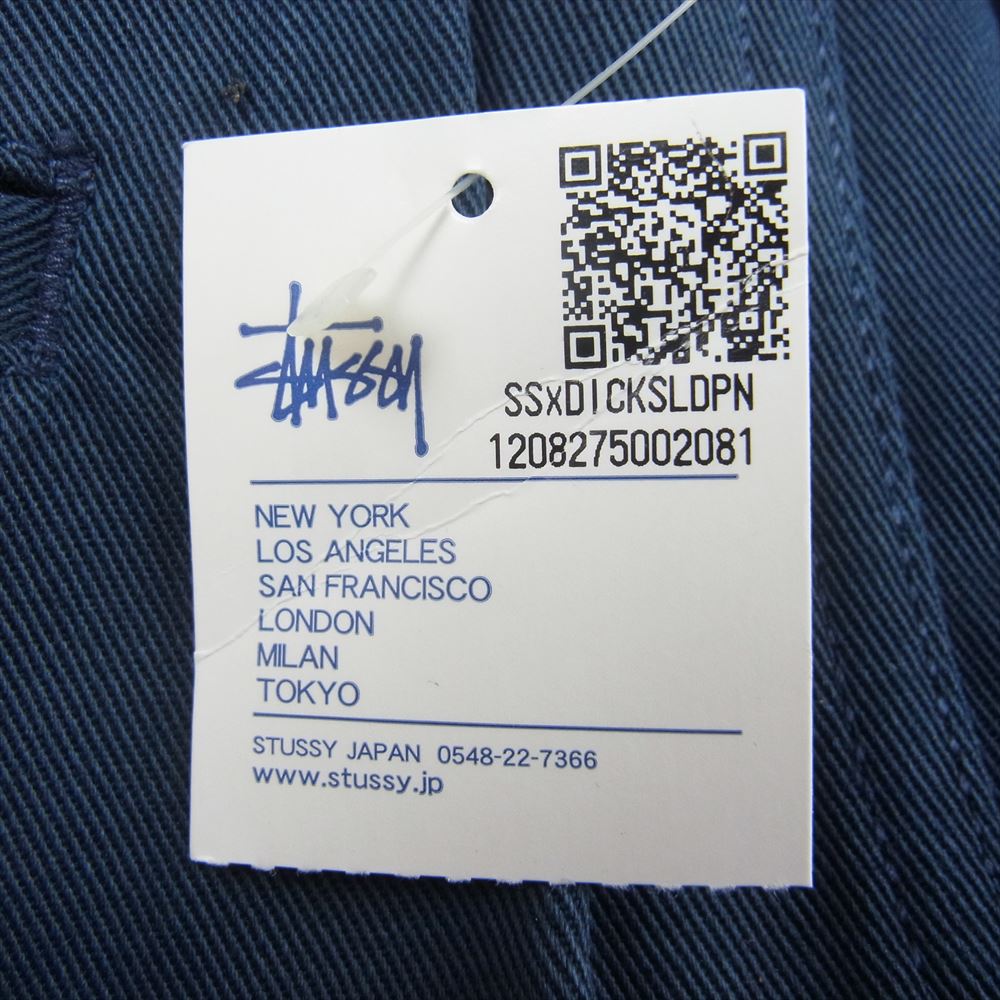 STUSSY
SSxDICKSLDPN
1208275002081
NEW YORK
LOS ANGELES
SAN FRANCISCO
LONDON
MILAN
TOKYO
STUSSY JAPAN 0548-22-7366
www.stussy.jp